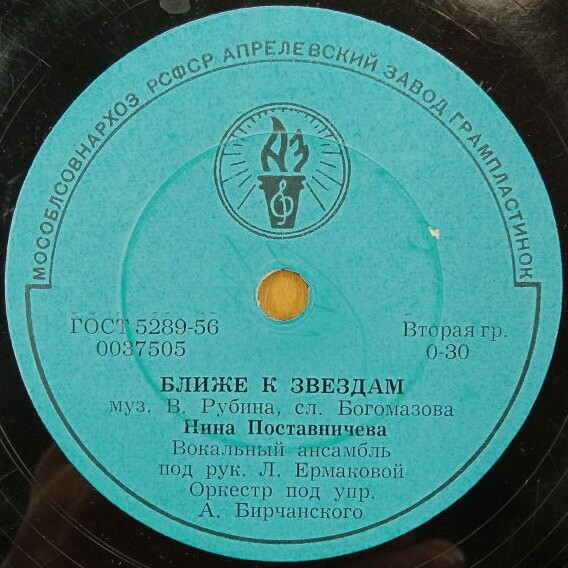 МОСОБЛСОВНАРХОЗ РСФСР АПРЕЛЕВСКИЙ ЗАВОД ГРАМПЛАСТИНОК
АЗ
ГОСТ 5289-56
0037505
Вторая гр.
0-30
БЛИЖЕ К ЗВЕЗДАМ
муз. В. Рубина, сл. Богомазова
Нина Поставничева
Вокальный ансамбль
под рук. Л. Ермаковой
Оркестр под упр.
А. Бирчанского